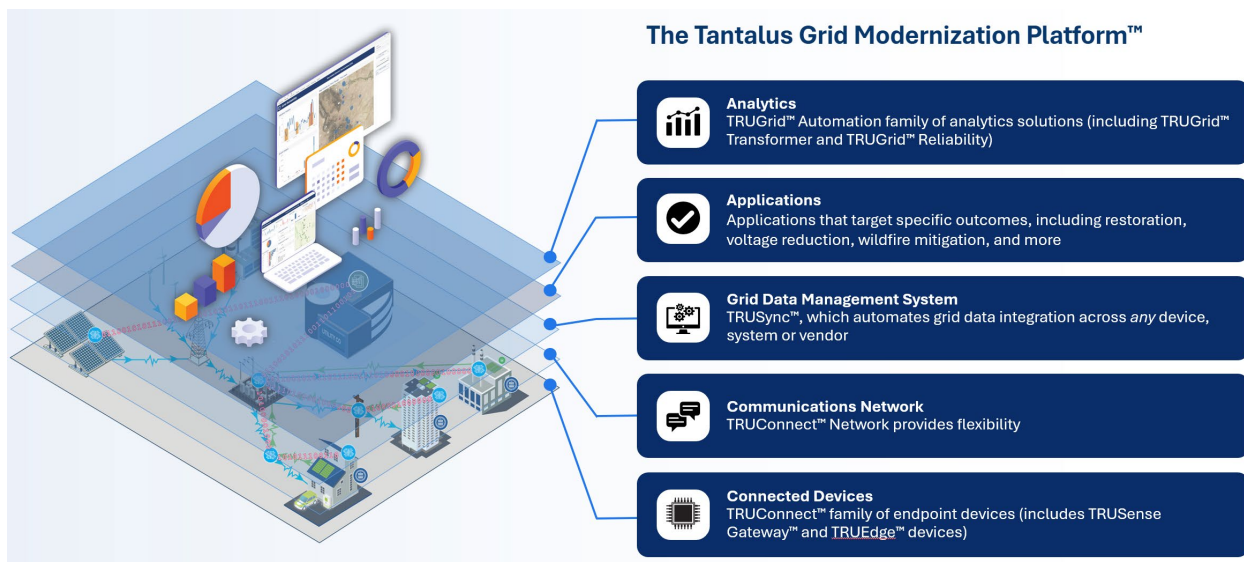 The Tantalus Grid Modernization Platform™
Analytics
TRUGrid™ Automation family of analytics solutions (including TRUGrid™
Transformer and TRUGrid™ Reliability)
Applications
Applications that target specific outcomes, including restoration,
voltage reduction, wildfire mitigation, and more
Grid Data Management System
TRUSync™, which automates grid data integration across any device,
system or vendor
Communications Network
TRUConnect™ Network provides flexibility
Connected Devices
TRUConnect™ family of endpoint devices (includes TRUSense
Gateway™ and TRUEdge™ devices)